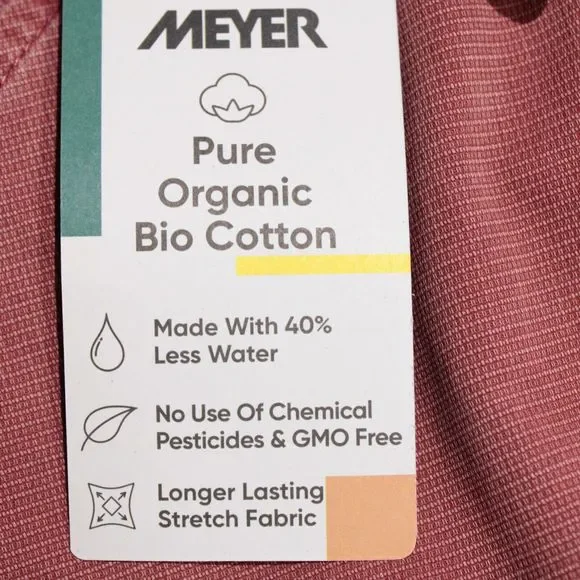 MEYER
Pure
Organic
Bio Cotton
Made With 40%
Less Water
No Use Of Chemical
Pesticides & GMO Free
Longer Lasting
Stretch Fabric